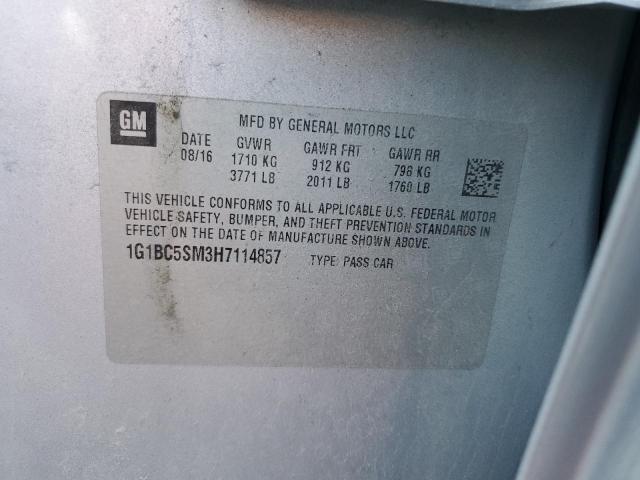 GM
MFD BY GENERAL MOTORS LLC
DATE GVWR GAWR FRT GAWR RR
08/16 1710 KG 912 KG 798 KG
3771 LB 2011 LB 1760 LB
THIS VEHICLE CONFORMS TO ALL APPLICABLE U.S. FEDERAL MOTOR
VEHICLE SAFETY, BUMPER, AND THEFT PREVENTION STANDARDS IN
EFFECT ON THE DATE OF MANUFACTURE SHOWN ABOVE.
1G1BC5SM3H7114857 TYPE: PASS CAR